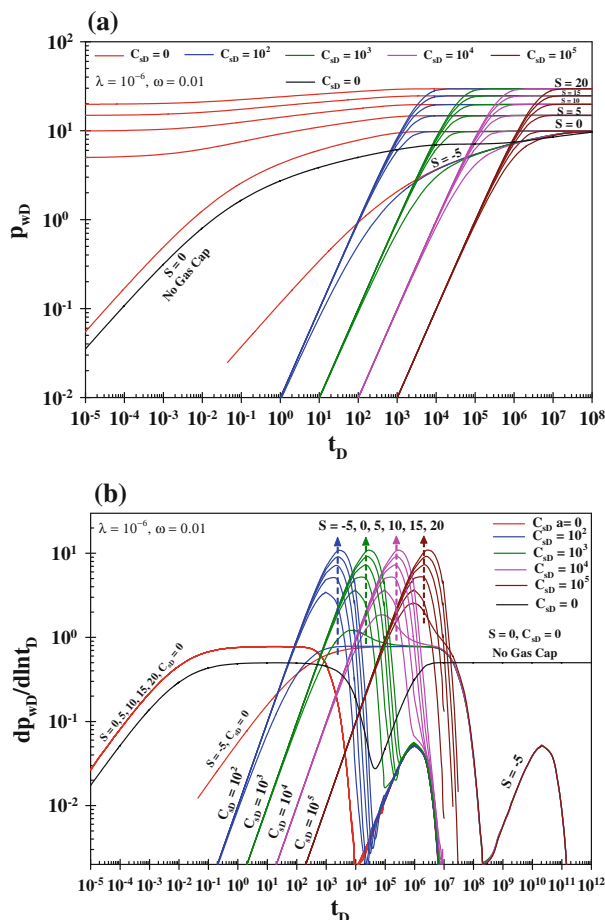 (a)
C_sD = 0 C_sD = 10^2 C_sD = 10^3 C_sD = 10^4 C_sD = 10^5
λ = 10^-6, ω = 0.01 C_sD = 0
S = 20
S = 15
S = 10
S = 5
S = 0
S = -5
S = 0
No Gas Cap
p_wD
10^2
10^1
10^0
10^-1
10^-2
10^-5 10^-4 10^-3 10^-2 10^-1 10^0 10^1 10^2 10^3 10^4 10^5 10^6 10^7 10^8
t_D
(b)
λ = 10^-6, ω = 0.01
S = -5, 0, 5, 10, 15, 20
C_sD a= 0
C_sD = 10^2
C_sD = 10^3
C_sD = 10^4
C_sD = 10^5
C_sD = 0
S = 0, C_sD = 0
No Gas Cap
S = 0, 5, 10, 15, 20, C_sD = 0
S = -5, C_sD = 0
C_sD = 10^2
C_sD = 10^3
C_sD = 10^4
C_sD = 10^5
S = -5
dp_wD/dlnt_D
10^1
10^0
10^-1
10^-2
10^-5 10^-4 10^-3 10^-2 10^-1 10^0 10^1 10^2 10^3 10^4 10^5 10^6 10^7 10^8 10^9 10^10 10^11 10^12
t_D